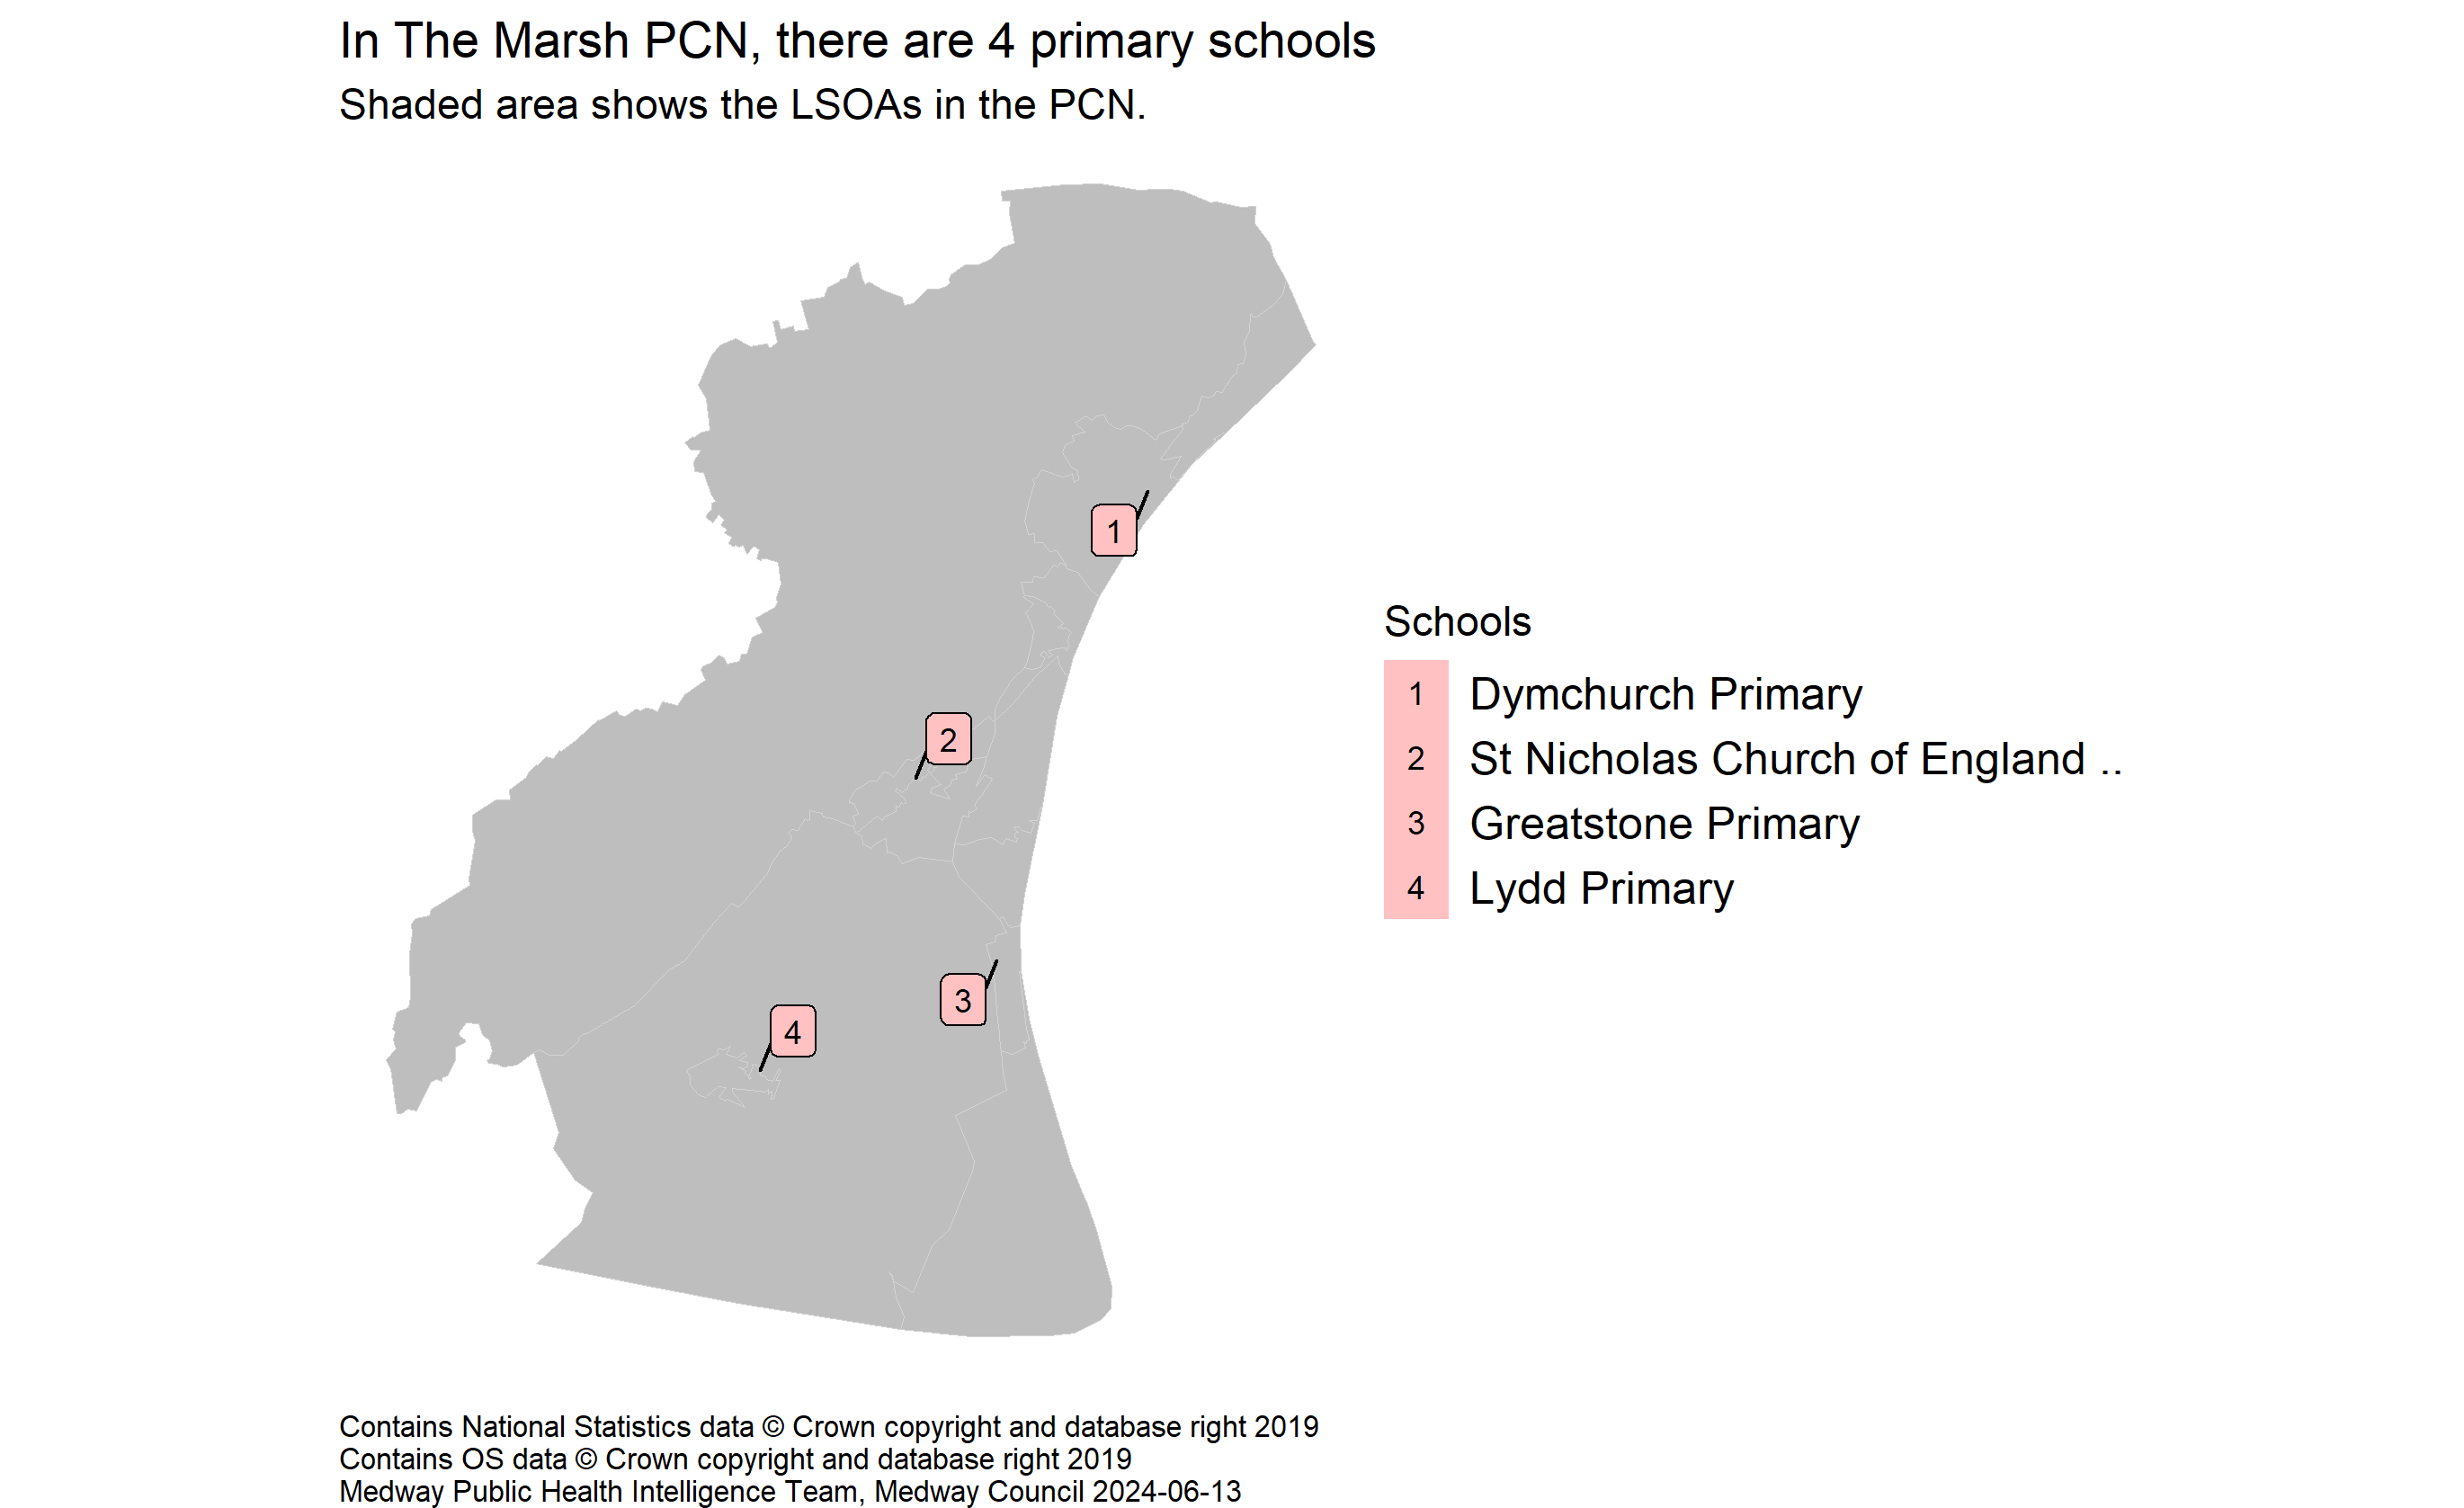 In The Marsh PCN, there are 4 primary schools
Shaded area shows the LSOAs in the PCN.
1
2
3
4
Schools
1 Dymchurch Primary
2 St Nicholas Church of England ..
3 Greatstone Primary
4 Lydd Primary
Contains National Statistics data © Crown copyright and database right 2019
Contains OS data © Crown copyright and database right 2019
Medway Public Health Intelligence Team, Medway Council 2024-06-13